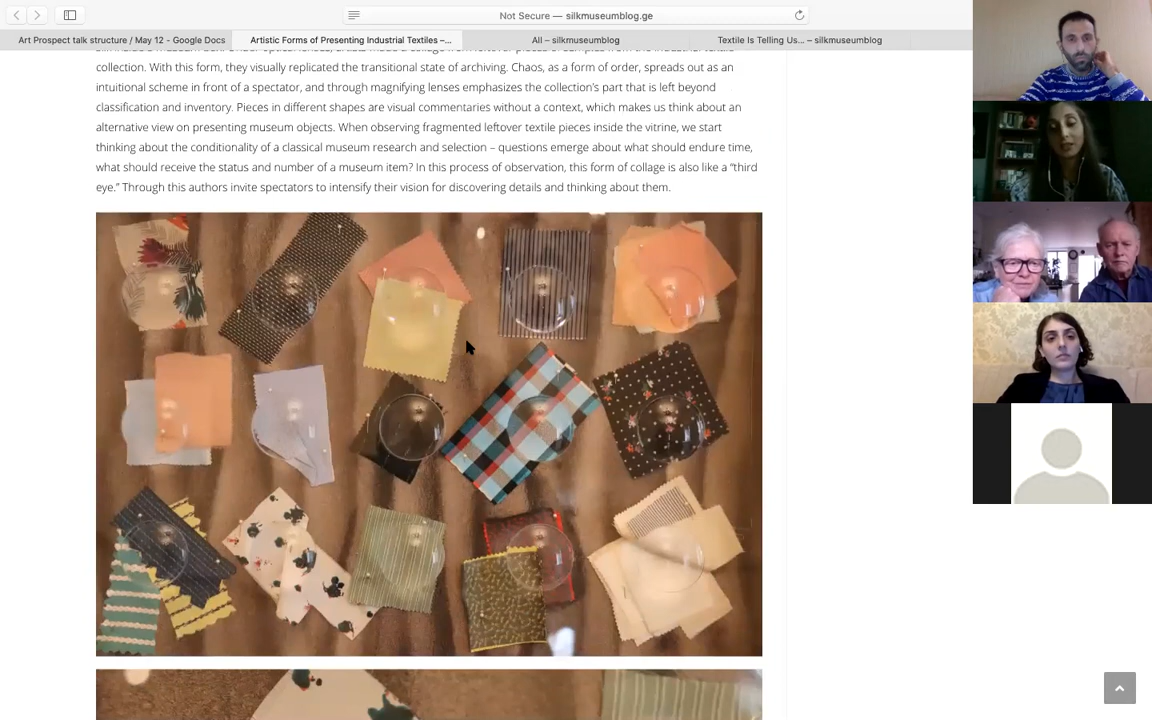 Not Secure — silkmuseumblog.ge
Art Prospect talk structure / May 12 - Google Docs
Artistic Forms of Presenting Industrial Textiles –...
All – silkmuseumblog
Textile Is Telling Us... – silkmuseumblog
collection. With this form, they visually replicated the transitional state of archiving. Chaos, as a form of order, spreads out as an
intuitional scheme in front of a spectator, and through magnifying lenses emphasizes the collection's part that is left beyond
classification and inventory. Pieces in different shapes are visual commentaries without a context, which makes us think about an
alternative view on presenting museum objects. When observing fragmented leftover textile pieces inside the vitrine, we start
thinking about the conditionality of a classical museum research and selection – questions emerge about what should endure time,
what should receive the status and number of a museum item? In this process of observation, this form of collage is also like a “third
eye.” Through this authors invite spectators to intensify their vision for discovering details and thinking about them.